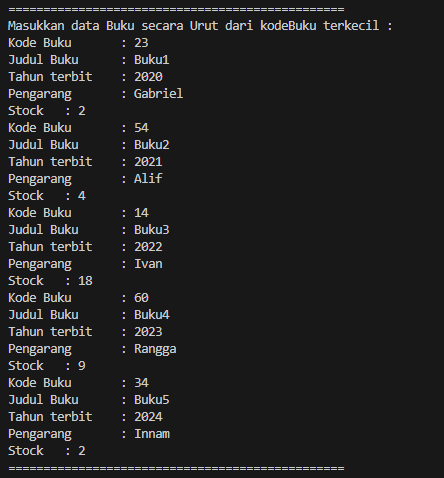 ================================================
Masukkan data Buku secara Urut dari kodeBuku terkecil :
Kode Buku : 23
Judul Buku : Buku1
Tahun terbit : 2020
Pengarang : Gabriel
Stock : 2
Kode Buku : 54
Judul Buku : Buku2
Tahun terbit : 2021
Pengarang : Alif
Stock : 4
Kode Buku : 14
Judul Buku : Buku3
Tahun terbit : 2022
Pengarang : Ivan
Stock : 18
Kode Buku : 60
Judul Buku : Buku4
Tahun terbit : 2023
Pengarang : Rangga
Stock : 9
Kode Buku : 34
Judul Buku : Buku5
Tahun terbit : 2024
Pengarang : Innam
Stock : 2
================================================